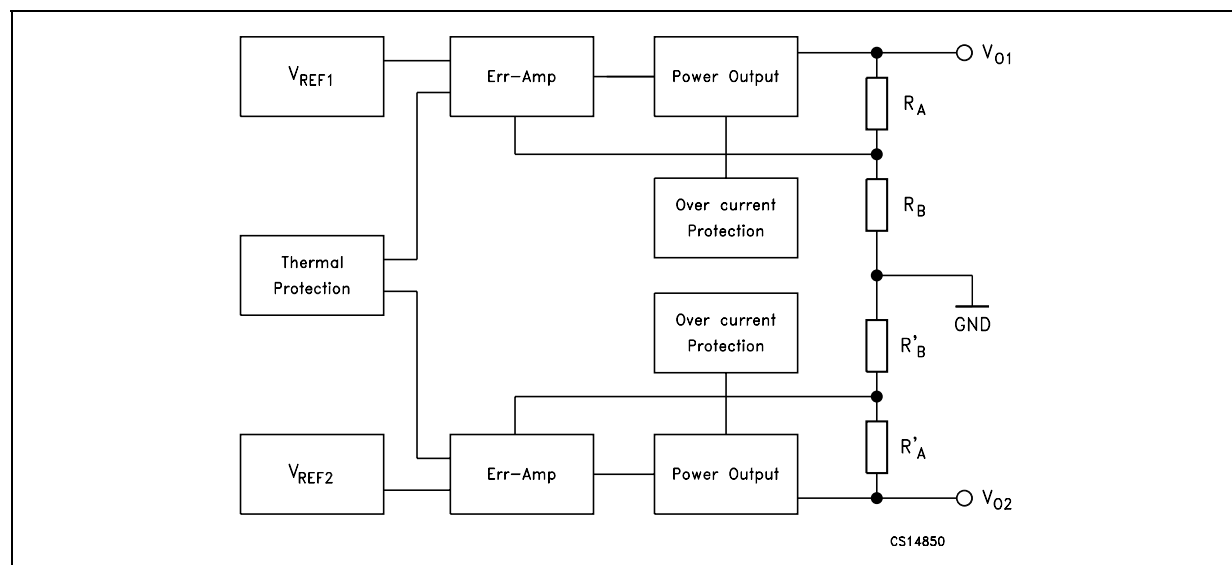 V_REF1
Err-Amp
Power Output
V_O1
R_A
Over current
Protection
R_B
Thermal
Protection
GND
Over current
Protection
R'_B
V_REF2
Err-Amp
Power Output
R'_A
V_O2
CS14850